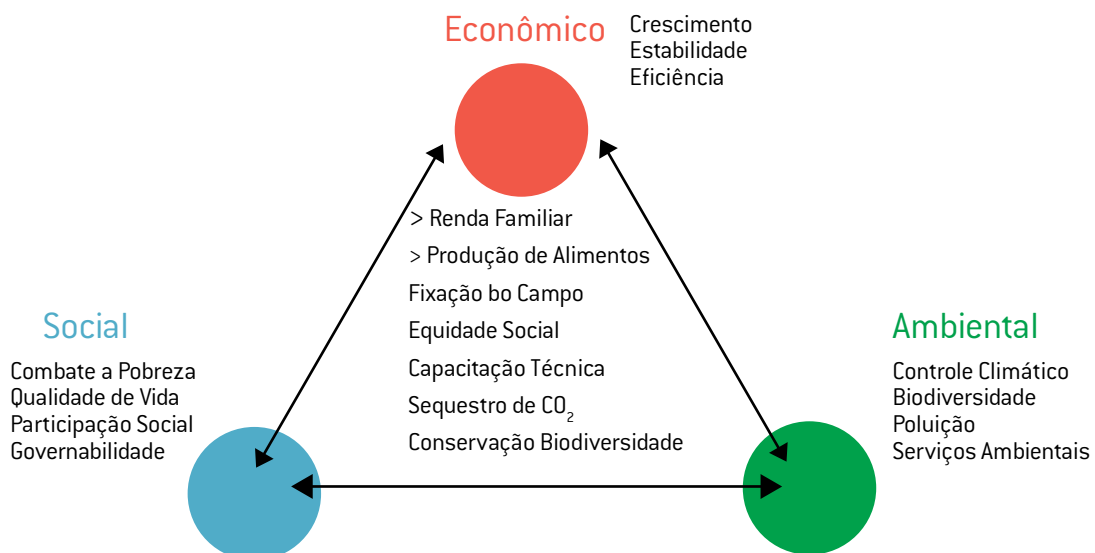 Econômico
Crescimento
Estabilidade
Eficiência
> Renda Familiar
> Produção de Alimentos
Fixação bo Campo
Equidade Social
Capacitação Técnica
Sequestro de CO₂
Conservação Biodiversidade
Social
Combate a Pobreza
Qualidade de Vida
Participação Social
Governabilidade
Ambiental
Controle Climático
Biodiversidade
Poluição
Serviços Ambientais